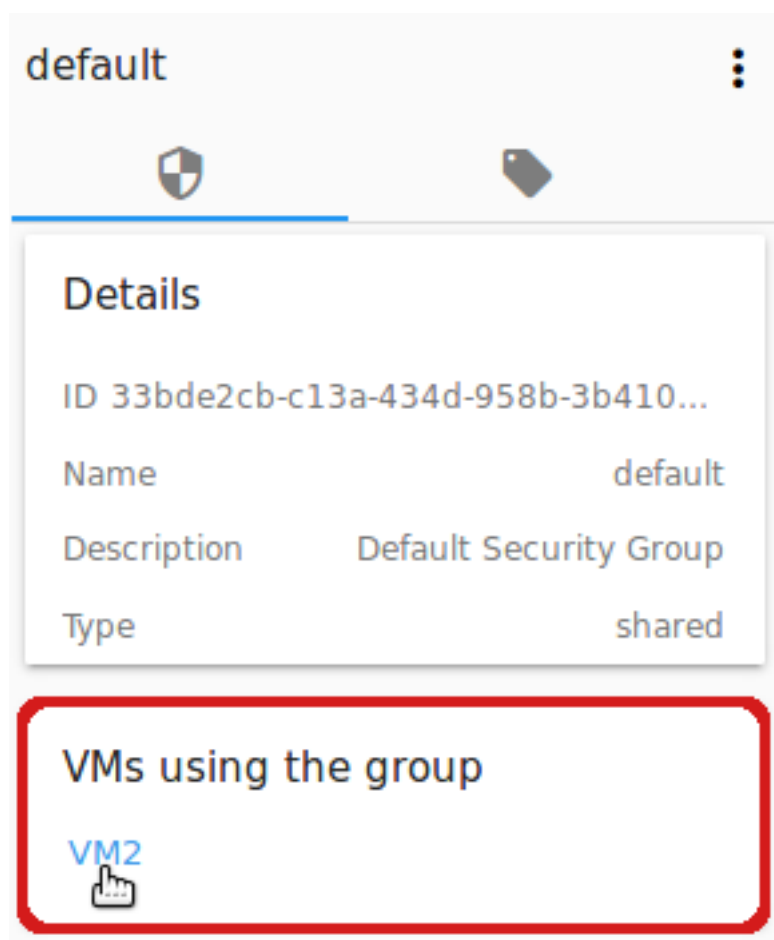 default
Details
ID 33bde2cb-c13a-434d-958b-3b410...
Name default
Description Default Security Group
Type shared
VMs using the group
VM2